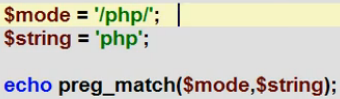 $mode = '/php/';
$string = 'php';
echo preg_match($mode,$string);